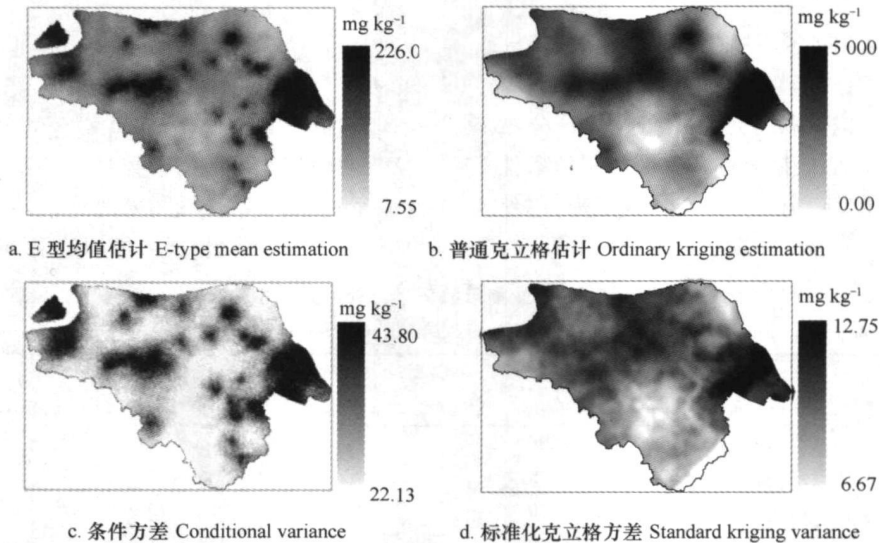 mg kg⁻¹
226.0
7.55
a. E 型均值估计 E-type mean estimation
mg kg⁻¹
5 000
0.00
b. 普通克立格估计 Ordinary kriging estimation
mg kg⁻¹
43.80
22.13
c. 条件方差 Conditional variance
mg kg⁻¹
12.75
6.67
d. 标准化克立格方差 Standard kriging variance